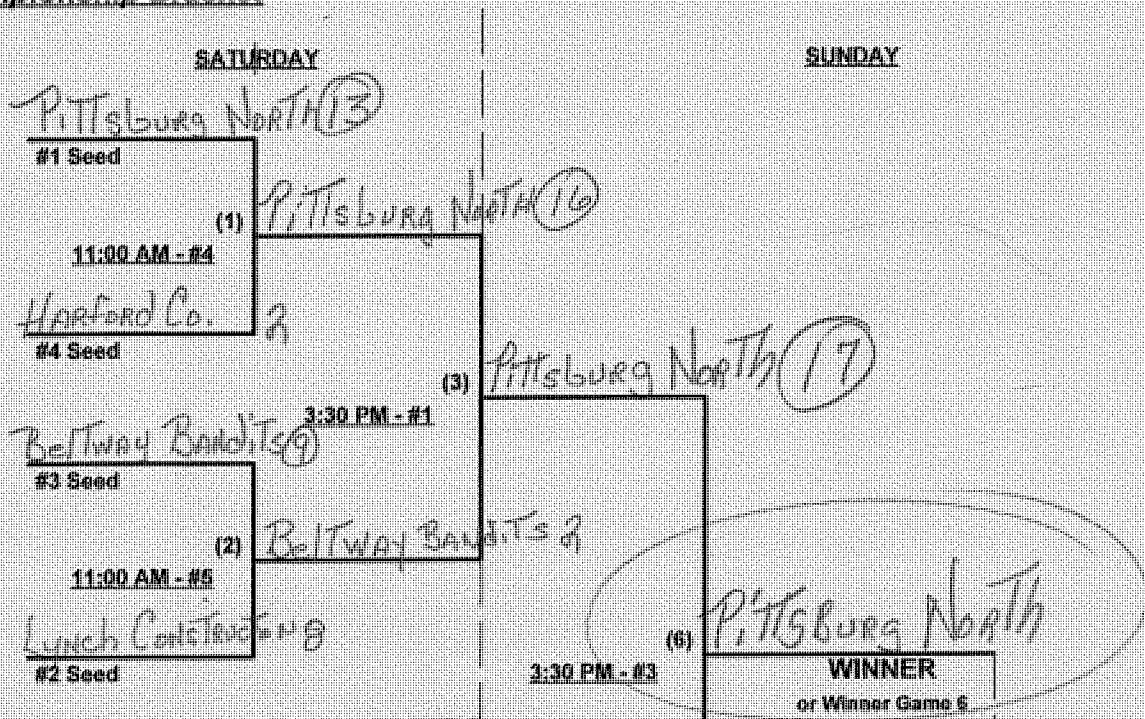 SATURDAY
SUNDAY
PiTTsburg NorTH 13
#1 Seed
PiTTsburg NorTH 16
(1)
11:00 AM - #4
Harford Co. 2
#4 Seed
Pittsburg NorTh 17
(3)
3:30 PM - #1
BelTway BandiTs 9
#3 Seed
BelTway BandiTs 2
(2)
11:00 AM - #5
Lynch 8
#2 Seed
PiTTsBurg NorTh
(6)
3:30 PM - #3
WINNER
or Winner Game 6